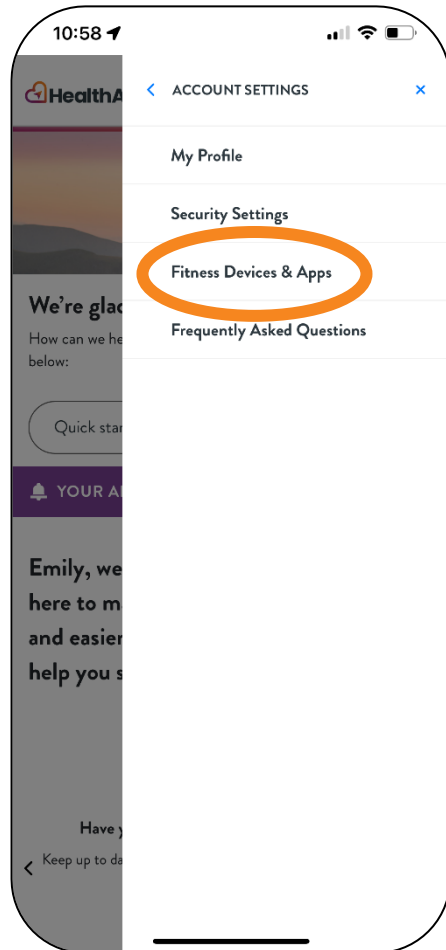 10:58
HealthA
ACCOUNT SETTINGS
My Profile
Security Settings
Fitness Devices & Apps
Frequently Asked Questions
We're glad
How can we he
below:
Quick star
YOUR A
Emily, we
here to m
and easier
help you s
Have y
Keep up to da